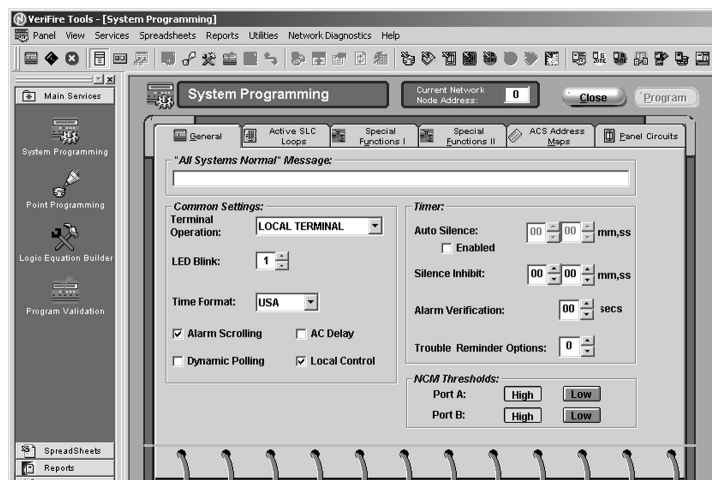 VeriFire Tools - [System Programming]
Panel View Services Spreadsheets Reports Utilities Network Diagnostics Help
Main Services
System Programming
Point Programming
Logic Equation Builder
Program Validation
SpreadSheets
Reports
System Programming
Current Network Node Address: 0
Close
Program
General
Active SLC Loops
Special Functions I
Special Functions II
ACS Address Maps
Panel Circuits
"All Systems Normal" Message:
Common Settings:
Terminal Operation: LOCAL TERMINAL
LED Blink: 1
Time Format: USA
Alarm Scrolling AC Delay
Dynamic Polling Local Control
Timer:
Auto Silence: 00 00 mm,ss
Enabled
Silence Inhibit: 00 00 mm,ss
Alarm Verification: 00 secs
Trouble Reminder Options: 0
NCM Thresholds:
Port A: High Low
Port B: High Low